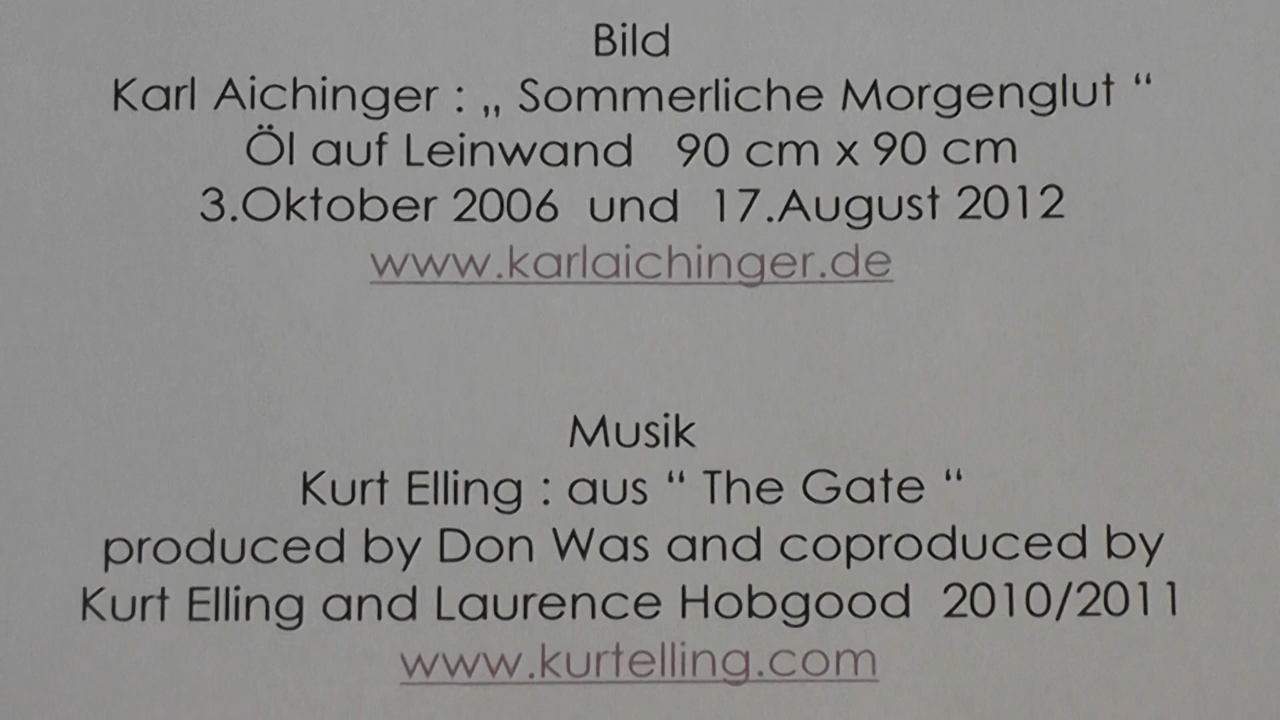 Bild
Karl Aichinger : „ Sommerliche Morgenglut “
Öl auf Leinwand 90 cm x 90 cm
3.Oktober 2006 und 17.August 2012
www.karlaichinger.de
Musik
Kurt Elling : aus “ The Gate “
produced by Don Was and coproduced by
Kurt Elling and Laurence Hobgood 2010/2011
www.kurtelling.com